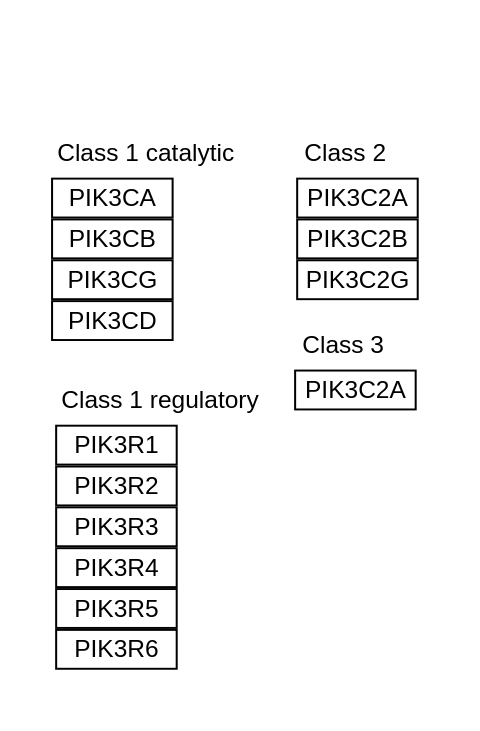 Class 1 catalytic
PIK3CA
PIK3CB
PIK3CG
PIK3CD
Class 1 regulatory
PIK3R1
PIK3R2
PIK3R3
PIK3R4
PIK3R5
PIK3R6
Class 2
PIK3C2A
PIK3C2B
PIK3C2G
Class 3
PIK3C2A